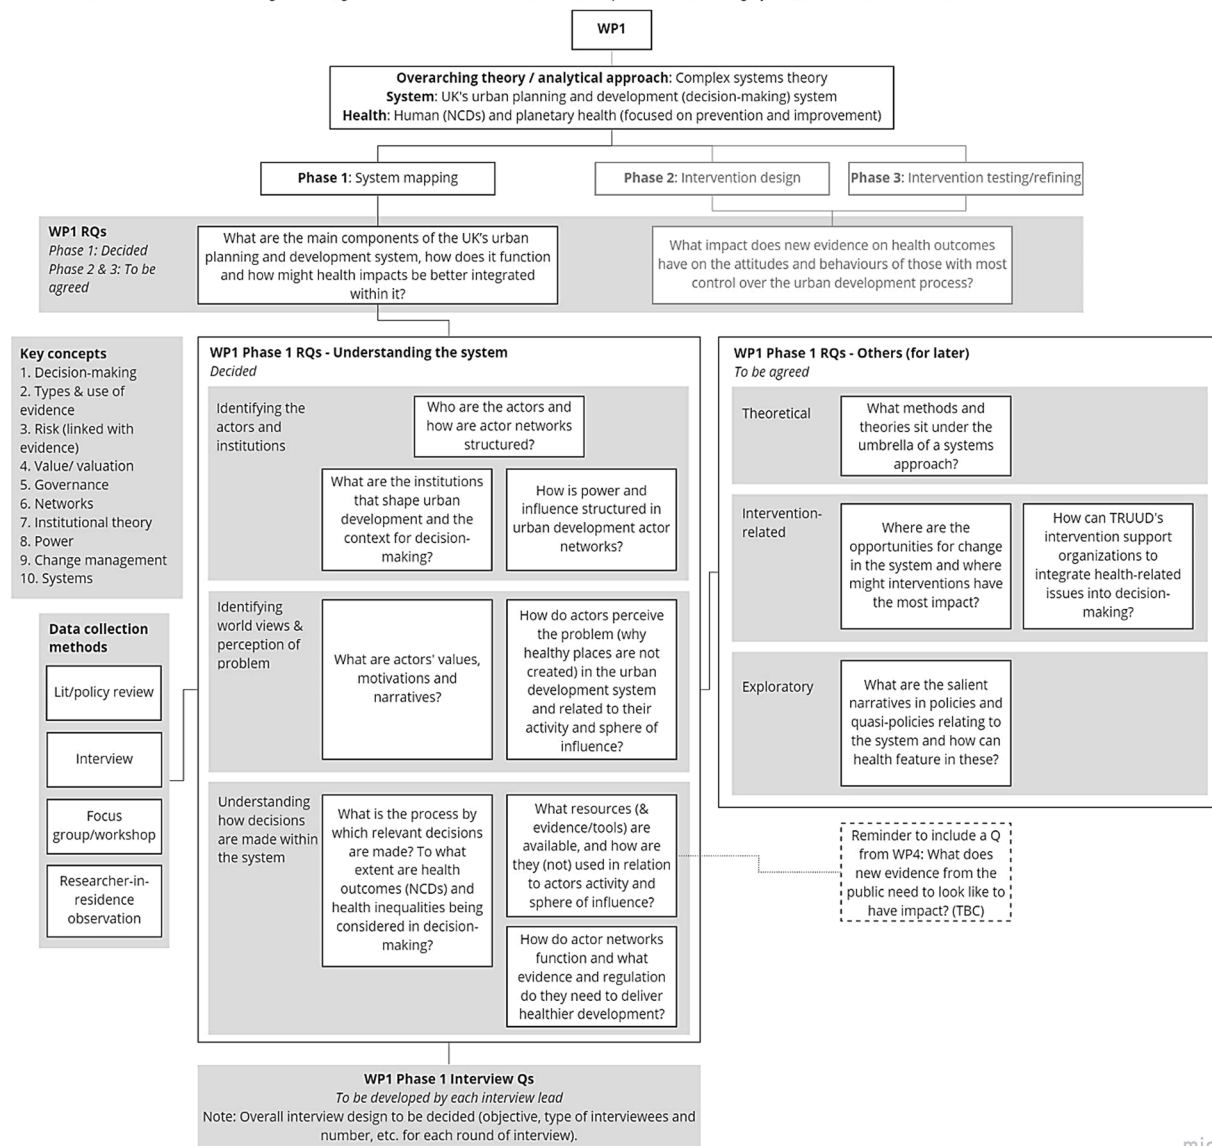 WP1
Overarching theory / analytical approach: Complex systems theory
System: UK's urban planning and development (decision-making) system
Health: Human (NCDs) and planetary health (focused on prevention and improvement)
Phase 1: System mapping
Phase 2: Intervention design
Phase 3: Intervention testing/refining
WP1 RQs
Phase 1: Decided
Phase 2 & 3: To be
agreed
What are the main components of the UK's urban
planning and development system, how does it function
and how might health impacts be better integrated
within it?
What impact does new evidence on health outcomes
have on the attitudes and behaviours of those with most
control over the urban development process?
Key concepts
1. Decision-making
2. Types & use of
evidence
3. Risk (linked with
evidence)
4. Value/ valuation
5. Governance
6. Networks
7. Institutional theory
8. Power
9. Change management
10. Systems
Data collection
methods
Lit/policy review
Interview
Focus
group/workshop
Researcher-in-
residence
observation
WP1 Phase 1 RQs - Understanding the system
Decided
Identifying the
actors and
institutions
Who are the actors and
how are actor networks
structured?
What are the institutions
that shape urban
development and the
context for decision-
making?
How is power and
influence structured in
urban development actor
networks?
Identifying
world views &
perception of
problem
What are actors' values,
motivations and
narratives?
How do actors perceive
the problem (why
healthy places are not
created) in the urban
development system
and related to their
activity and sphere of
influence?
Understanding
how decisions
are made within
the system
What is the process by
which relevant decisions
are made? To what
extent are health
outcomes (NCDs) and
health inequalities being
considered in decision-
making?
What resources (&
evidence/tools) are
available, and how are
they (not) used in relation
to actors activity and
sphere of influence?
How do actor networks
function and what
evidence and regulation
do they need to deliver
healthier development?
WP1 Phase 1 RQs - Others (for later)
To be agreed
Theoretical
What methods and
theories sit under the
umbrella of a systems
approach?
Intervention-
related
Where are the
opportunities for change
in the system and where
might interventions have
the most impact?
How can TRUUD's
intervention support
organizations to
integrate health-related
issues into decision-
making?
Exploratory
What are the salient
narratives in policies and
quasi-policies relating to
the system and how can
health feature in these?
Reminder to include a Q
from WP4: What does
new evidence from the
public need to look like to
have impact? (TBC)
WP1 Phase 1 Interview Qs
To be developed by each interview lead
Note: Overall interview design to be decided (objective, type of interviewees and
number, etc. for each round of interview).